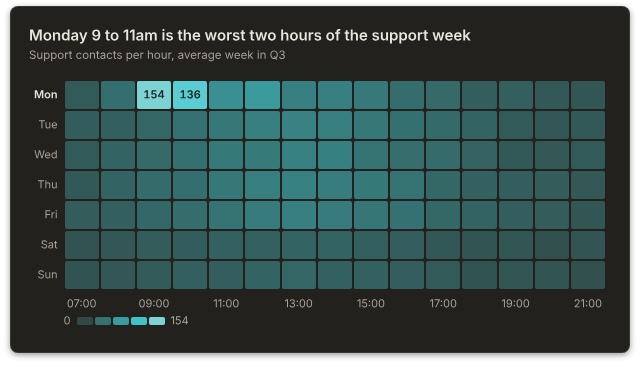 Monday 9 to 11am is the worst two hours of the support week
Support contacts per hour, average week in Q3
Mon 154 136
Tue
Wed
Thu
Fri
Sat
Sun
07:00 09:00 11:00 13:00 15:00 17:00 19:00 21:00
0 154